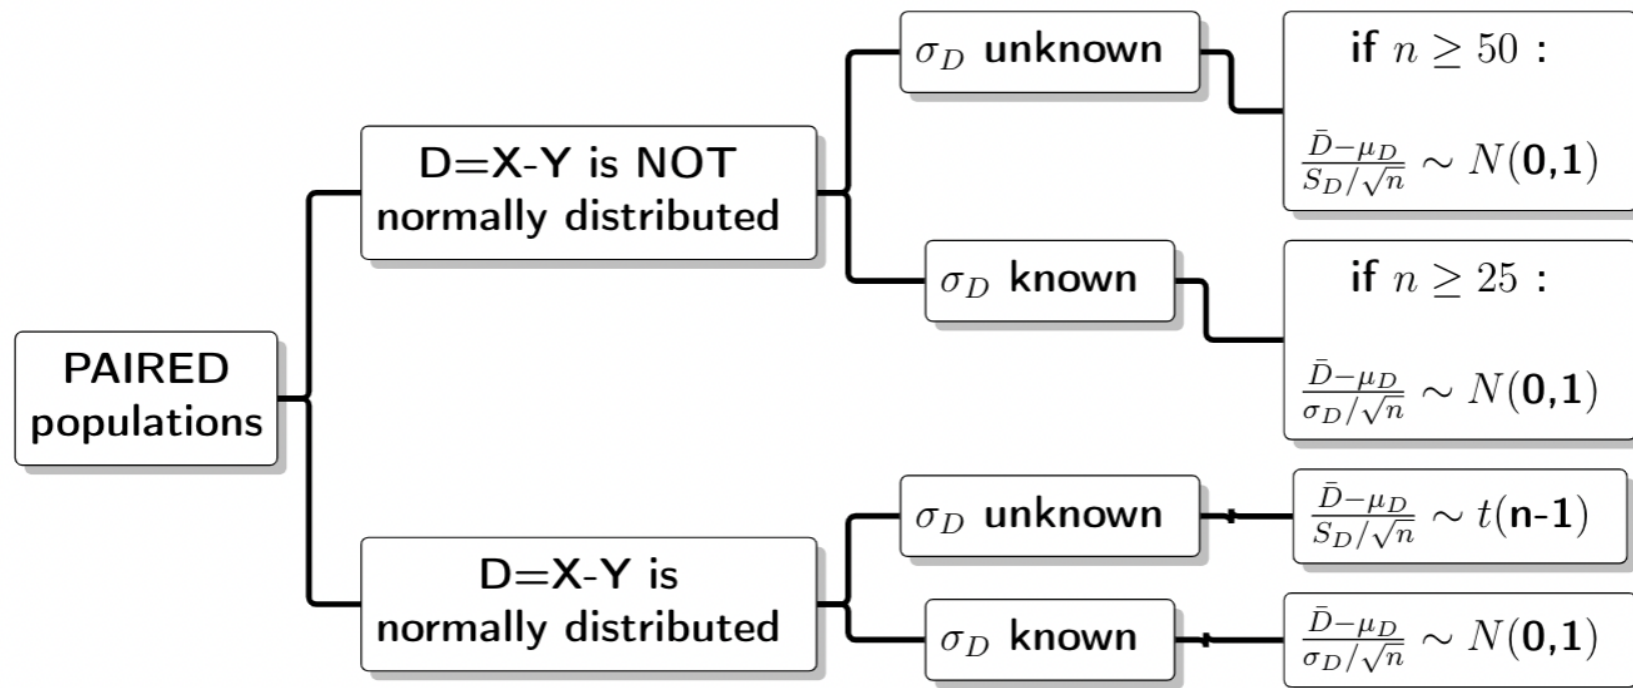 PAIRED
populations
D=X-Y is NOT
normally distributed
σ_D unknown
if n ≥ 50 :
(D̄−μ_D)/(S_D/√n) ∼ N(0,1)
σ_D known
if n ≥ 25 :
(D̄−μ_D)/(σ_D/√n) ∼ N(0,1)
D=X-Y is
normally distributed
σ_D unknown
(D̄−μ_D)/(S_D/√n) ∼ t(n-1)
σ_D known
(D̄−μ_D)/(σ_D/√n) ∼ N(0,1)